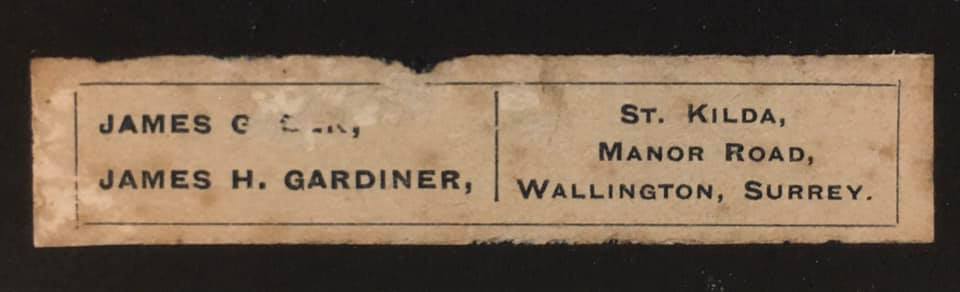 JAMES
JAMES H. GARDINER,
ST. KILDA,
MANOR ROAD,
WALLINGTON, SURREY.